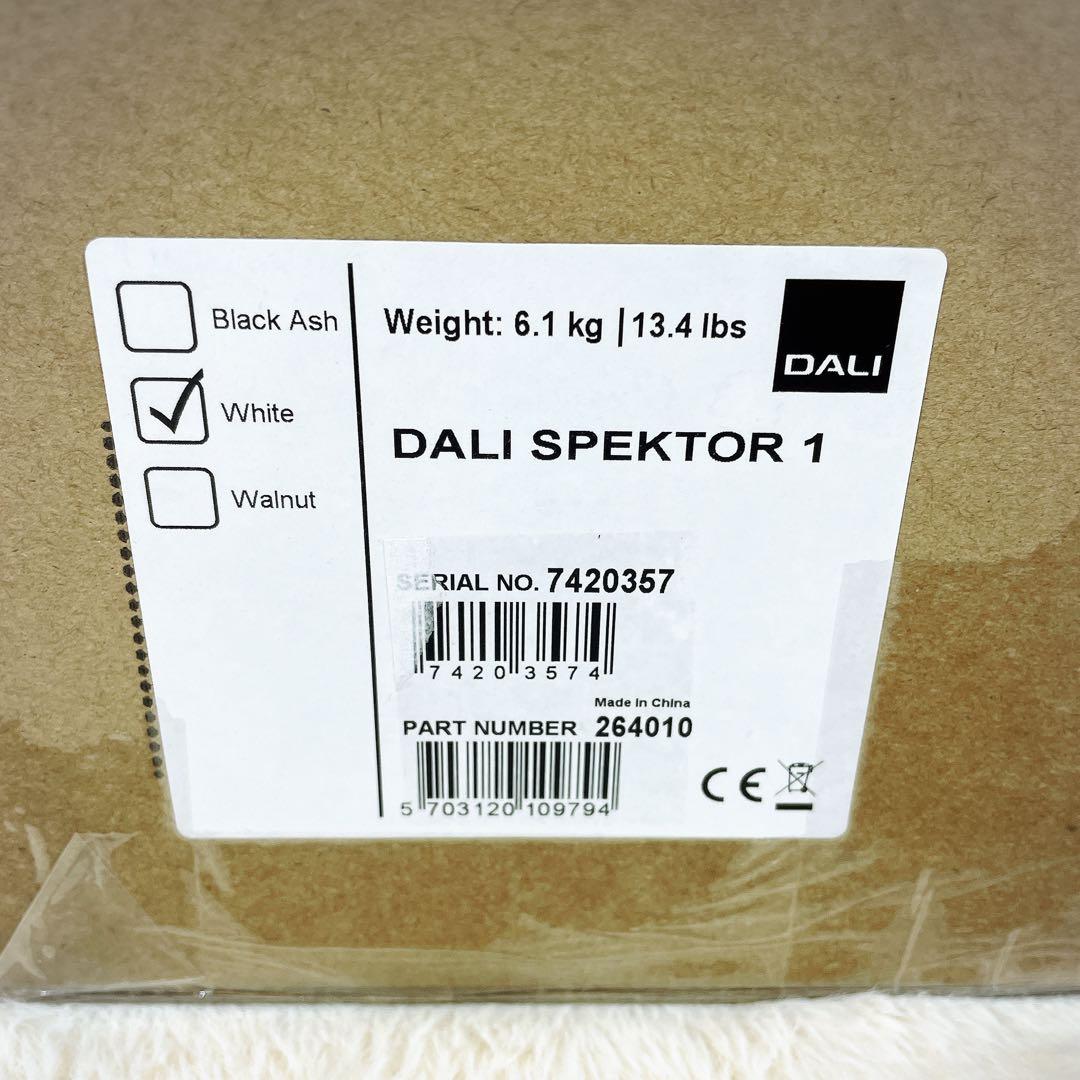 Black Ash
White
Walnut
Weight: 6.1 kg | 13.4 lbs
DALI
DALI SPEKTOR 1
SERIAL NO. 7420357
7420 3574
Made in China
PART NUMBER 264010
5 703120 109794
CE